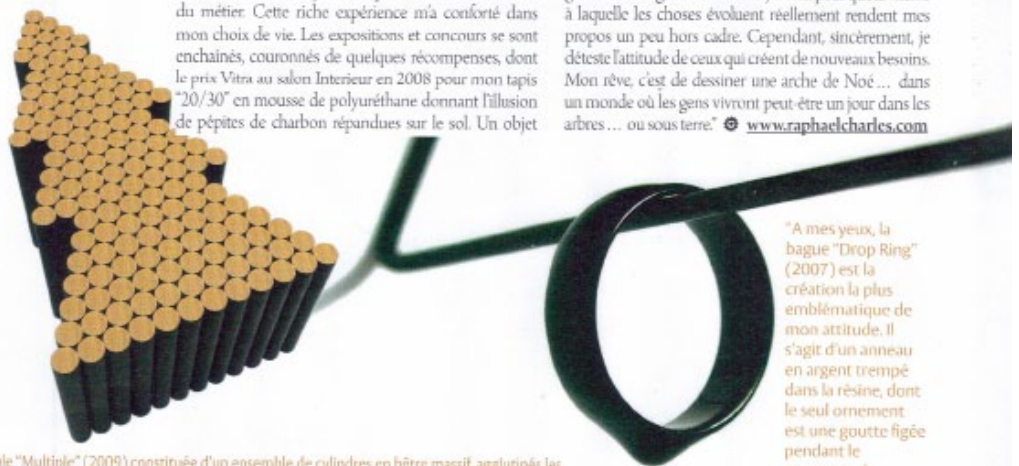 du métier. Cette riche expérience m'a conforté dans
mon choix de vie. Les expositions et concours se sont
enchaînés, couronnés de quelques récompenses, dont
le prix Vitra au salon Interieur en 2008 pour mon tapis
"20/30" en mousse de polyuréthane donnant l'illusion
de pépites de charbon répandues sur le sol. Un objet
à laquelle les choses évoluent réellement rendent mes
propos un peu hors cadre. Cependant, sincèrement, je
déteste l'attitude de ceux qui créent de nouveaux besoins.
Mon rêve, c'est de dessiner une arche de Noé... dans
un monde où les gens vivront peut-être un jour dans les
arbres... ou sous terre." www.raphaelcharles.com
"A mes yeux, la
bague "Drop Ring"
(2007) est la
création la plus
emblématique de
mon attitude. Il
s'agit d'un anneau
en argent trempé
dans la résine, dont
le seul ornement
est une goutte figée
pendant le
"Multiple" (2009) constituée d'un ensemble de cylindres en hêtre massif, agglutinés les